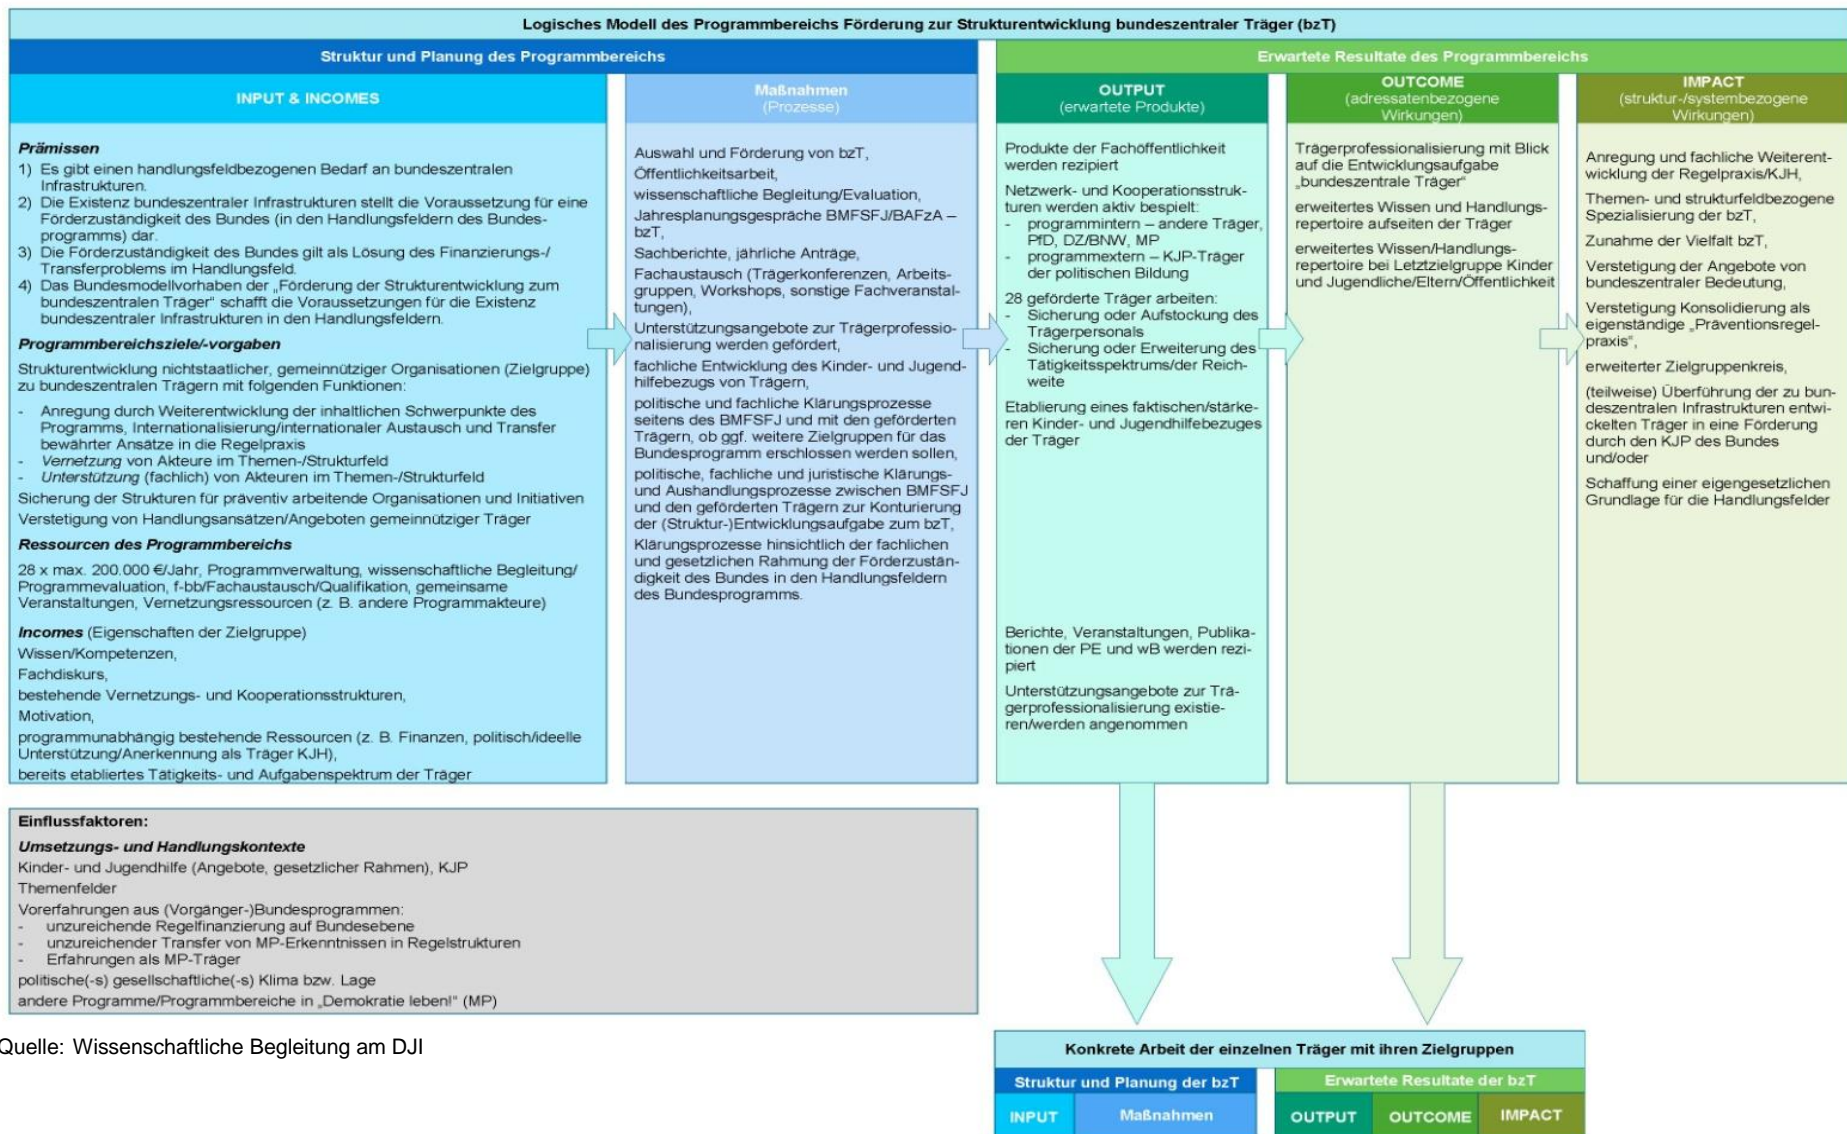 Logisches Modell des Programmbereichs Förderung zur Strukturentwicklung bundeszentraler Träger (bzT)
Struktur und Planung des Programmbereichs
INPUT & INCOMES
Prämissen
1) Es gibt einen handlungsfeldbezogenen Bedarf an bundeszentralen
Infrastrukturen.
2) Die Existenz bundeszentraler Infrastrukturen stellt die Voraussetzung für eine
Förderzuständigkeit des Bundes (in den Handlungsfeldern des Bundes-
programms) dar.
3) Die Förderzuständigkeit des Bundes gilt als Lösung des Finanzierungs-/
Transferproblems im Handlungsfeld.
4) Das Bundesmodellvorhaben der „Förderung der Strukturentwicklung zum
bundeszentralen Träger“ schafft die Voraussetzungen für die Existenz
bundeszentraler Infrastrukturen in den Handlungsfeldern.
Programmbereichsziele/-vorgaben
Strukturentwicklung nichtstaatlicher, gemeinnütziger Organisationen (Zielgruppe)
zu bundeszentralen Trägern mit folgenden Funktionen:
- Anregung durch Weiterentwicklung der inhaltlichen Schwerpunkte des
Programms, Internationalisierung/internationaler Austausch und Transfer
bewährter Ansätze in die Regelpraxis
- Vernetzung von Akteure im Themen-/Strukturfeld
- Unterstützung (fachlich) von Akteuren im Themen-/Strukturfeld
Sicherung der Strukturen für präventiv arbeitende Organisationen und Initiativen
Verstetigung von Handlungsansätzen/Angeboten gemeinnütziger Träger
Ressourcen des Programmbereichs
28 x max. 200.000 €/Jahr, Programmverwaltung, wissenschaftliche Begleitung/
Programmevaluation, f-bb/Fachaustausch/Qualifikation, gemeinsame
Veranstaltungen, Vernetzungsressourcen (z. B. andere Programmakteure)
Incomes (Eigenschaften der Zielgruppe)
Wissen/Kompetenzen,
Fachdiskurs,
bestehende Vernetzungs- und Kooperationsstrukturen,
Motivation,
programmunabhängig bestehende Ressourcen (z. B. Finanzen, politisch/ideelle
Unterstützung/Anerkennung als Träger KJH),
bereits etabliertes Tätigkeits- und Aufgabenspektrum der Träger
Maßnahmen
(Prozesse)
Auswahl und Förderung von bzT,
Öffentlichkeitsarbeit,
wissenschaftliche Begleitung/Evaluation,
Jahresplanungsgespräche BMFSFJ/BAFzA –
bzT,
Sachberichte, jährliche Anträge,
Fachaustausch (Trägerkonferenzen, Arbeits-
gruppen, Workshops, sonstige Fachveranstal-
tungen),
Unterstützungsangebote zur Trägerprofessio-
nalisierung werden gefördert,
fachliche Entwicklung des Kinder- und Jugend-
hilfebezugs von Trägern,
politische und fachliche Klärungsprozesse
seitens des BMFSFJ und mit den geförderten
Trägern, ob ggf. weitere Zielgruppen für das
Bundesprogramm erschlossen werden sollen,
politische, fachliche und juristische Klärungs-
und Aushandlungsprozesse zwischen BMFSFJ
und den geförderten Trägern zur Konturierung
der (Struktur-)Entwicklungsaufgabe zum bzT,
Klärungsprozesse hinsichtlich der fachlichen
und gesetzlichen Rahmung der Förderzustän-
digkeit des Bundes in den Handlungsfeldern
des Bundesprogramms.
Erwartete Resultate des Programmbereichs
OUTPUT
(erwartete Produkte)
Produkte der Fachöffentlichkeit
werden rezipiert
Netzwerk- und Kooperationsstruk-
turen werden aktiv bespielt:
- programmintern – andere Träger,
PfD, DZ/BNW, MP
- programmextern – KJP-Träger
der politischen Bildung
28 geförderte Träger arbeiten:
- Sicherung oder Aufstockung des
Trägerpersonals
- Sicherung oder Erweiterung des
Tätigkeitsspektrums/der Reich-
weite
Etablierung eines faktischen/stärke-
ren Kinder- und Jugendhilfebezuges
der Träger
Berichte, Veranstaltungen, Publika-
tionen der PE und wB werden rezi-
piert
Unterstützungsangebote zur Trä-
gerprofessionalisierung existie-
ren/werden angenommen
OUTCOME
(adressatenbezogene
Wirkungen)
Trägerprofessionalisierung mit Blick
auf die Entwicklungsaufgabe
„bundeszentrale Träger“
erweitertes Wissen und Handlungs-
repertoire aufseiten der Träger
erweitertes Wissen/Handlungs-
repertoire bei Letztzielgruppe Kinder
und Jugendliche/Eltern/Öffentlichkeit
IMPACT
(struktur-/systembezogene
Wirkungen)
Anregung und fachliche Weiterent-
wicklung der Regelpraxis/KJH,
Themen- und strukturfeldbezogene
Spezialisierung der bzT,
Zunahme der Vielfalt bzT,
Verstetigung der Angebote von
bundeszentraler Bedeutung,
Verstetigung Konsolidierung als
eigenständige „Präventionsregel-
praxis“,
erweiterter Zielgruppenkreis,
(teilweise) Überführung der zu bun-
deszentralen Infrastrukturen entwi-
ckelten Träger in eine Förderung
durch den KJP des Bundes
und/oder
Schaffung einer eigengesetzlichen
Grundlage für die Handlungsfelder
Einflussfaktoren:
Umsetzungs- und Handlungskontexte
Kinder- und Jugendhilfe (Angebote, gesetzlicher Rahmen), KJP
Themenfelder
Vorerfahrungen aus (Vorgänger-)Bundesprogrammen:
- unzureichende Regelfinanzierung auf Bundesebene
- unzureichender Transfer von MP-Erkenntnissen in Regelstrukturen
- Erfahrungen als MP-Träger
politische(-s) gesellschaftliche(-s) Klima bzw. Lage
andere Programme/Programmbereiche in „Demokratie leben!“ (MP)
Quelle: Wissenschaftliche Begleitung am DJI
Konkrete Arbeit der einzelnen Träger mit ihren Zielgruppen
Struktur und Planung der bzT
Erwartete Resultate der bzT
INPUT
Maßnahmen
OUTPUT
OUTCOME
IMPACT